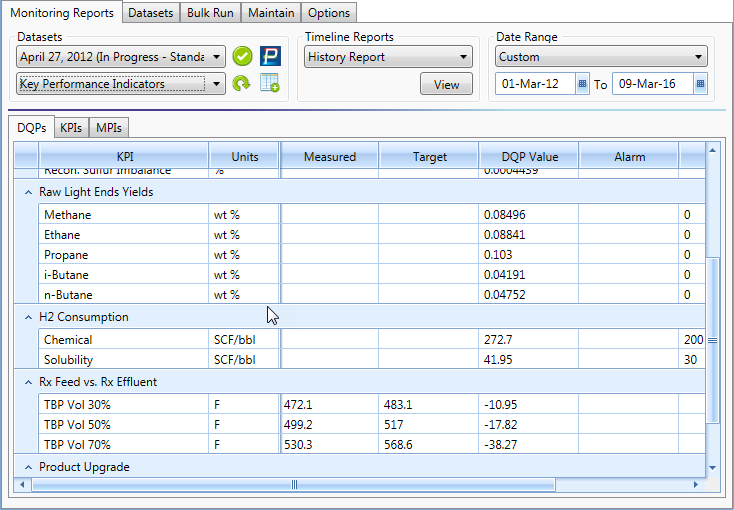 Monitoring Reports Datasets Bulk Run Maintain Options
Datasets Timeline Reports Date Range
April 27, 2012 (In Progress - Standa History Report Custom
Key Performance Indicators View 01-Mar-12 To 09-Mar-16
DQPs KPIs MPIs
KPI Units Measured Target DQP Value Alarm
Recon. Sulfur Imbalance % 0.0004439
Raw Light Ends Yields
Methane wt % 0.08496 0
Ethane wt % 0.08841 0
Propane wt % 0.103 0
i-Butane wt % 0.04191 0
n-Butane wt % 0.04752 0
H2 Consumption
Chemical SCF/bbl 272.7 200
Solubility SCF/bbl 41.95 30
Rx Feed vs. Rx Effluent
TBP Vol 30% F 472.1 483.1 -10.95
TBP Vol 50% F 499.2 517 -17.82
TBP Vol 70% F 530.3 568.6 -38.27
Product Upgrade